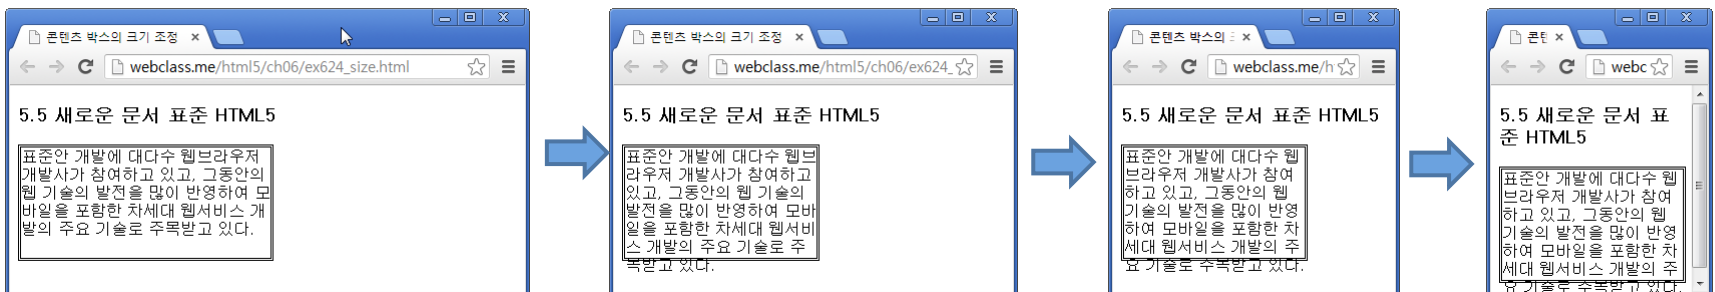 콘텐츠 박스의 크기 조정
webclass.me/html5/ch06/ex624_size.html
5.5 새로운 문서 표준 HTML5
표준안 개발에 대다수 웹브라우저
개발사가 참여하고 있고, 그동안의
웹 기술의 발전을 많이 반영하여 모
바일을 포함한 차세대 웹서비스 개
발의 주요 기술로 주목받고 있다.
콘텐츠 박스의 크기 조정
webclass.me/html5/ch06/ex624_
5.5 새로운 문서 표준 HTML5
표준안 개발에 대다수 웹브
라우저 개발사가 참여하고
있고, 그동안의 웹 기술의
발전을 많이 반영하여 모바
일을 포함한 차세대 웹서비
스 개발의 주요 기술로 주
목받고 있다.
콘텐츠 박스의
webclass.me/h
5.5 새로운 문서 표준 HTML5
표준안 개발에 대다수 웹
브라우저 개발사가 참여
하고 있고, 그동안의 웹
기술의 발전을 많이 반영
하여 모바일을 포함한 차
세대 웹서비스 개발의 주
요 기술로 주목받고 있다.
콘텐
webc
5.5 새로운 문서 표
준 HTML5
표준안 개발에 대다수 웹
브라우저 개발사가 참여
하고 있고, 그동안의 웹
기술의 발전을 많이 반영
하여 모바일을 포함한 차
세대 웹서비스 개발의 주
요 기술로 주목받고 있다.